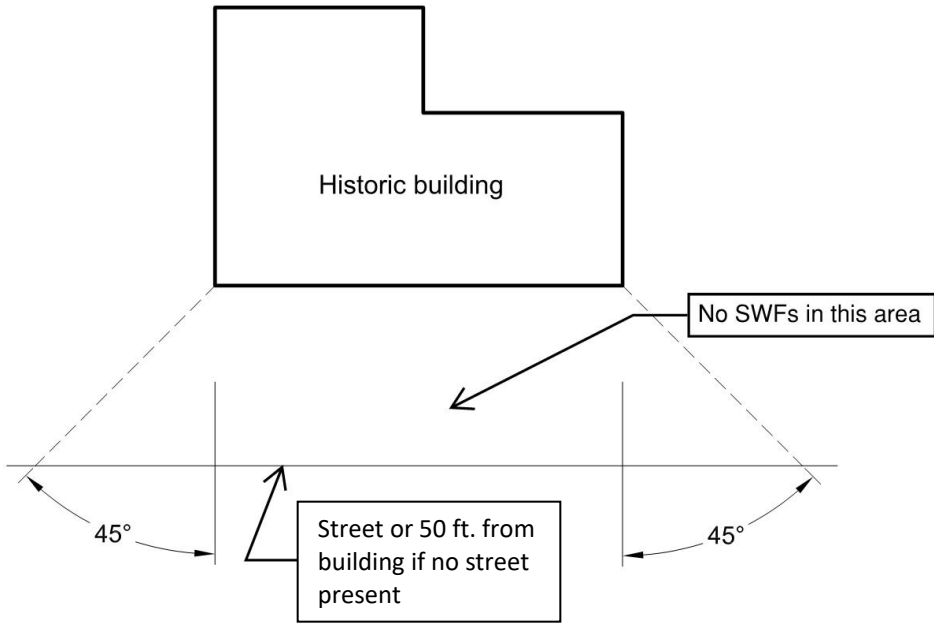 Historic building
No SWFs in this area
45°
Street or 50 ft. from
building if no street
present
45°